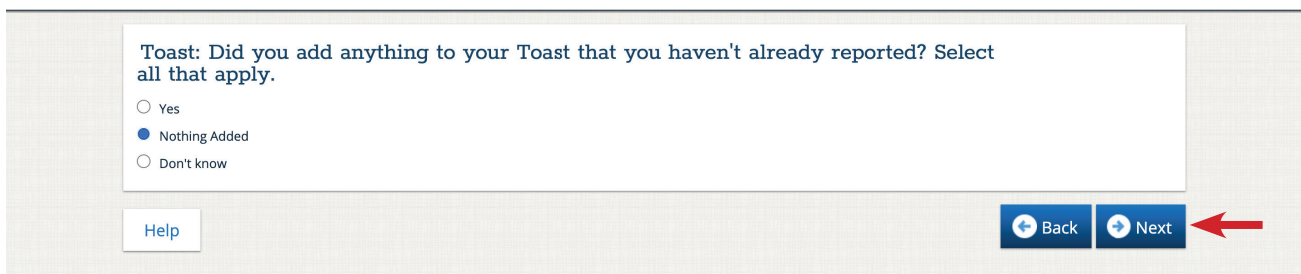 Toast: Did you add anything to your Toast that you haven't already reported? Select
all that apply.
Yes
Nothing Added
Don't know
Help
Back
Next